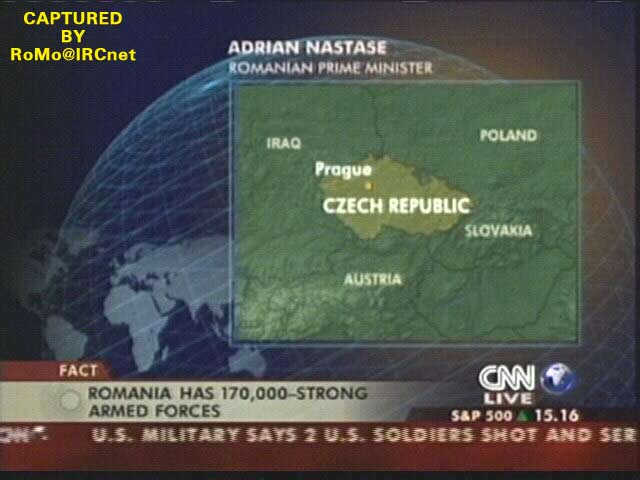 CAPTURED
BY
RoMo@IRCnet
ADRIAN NASTASE
ROMANIAN PRIME MINISTER
IRAQ
POLAND
Prague
CZECH REPUBLIC
SLOVAKIA
AUSTRIA
FACT
ROMANIA HAS 170,000-STRONG
ARMED FORCES
CNN
LIVE
S&P 500 ▲ 15.16
U.S. MILITARY SAYS 2 U.S. SOLDIERS SHOT AND SER